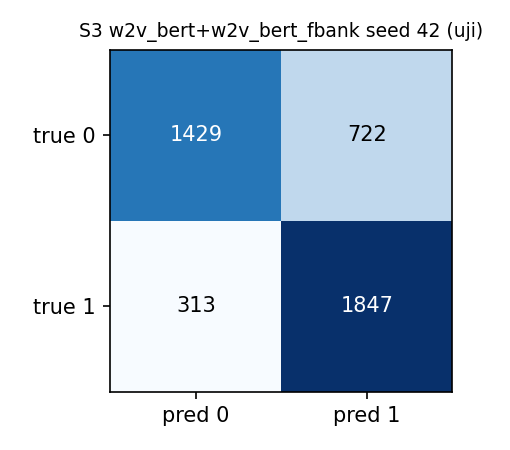 S3 w2v_bert+w2v_bert_fbank seed 42 (uji)
true 0
1429
722
true 1
313
1847
pred 0
pred 1